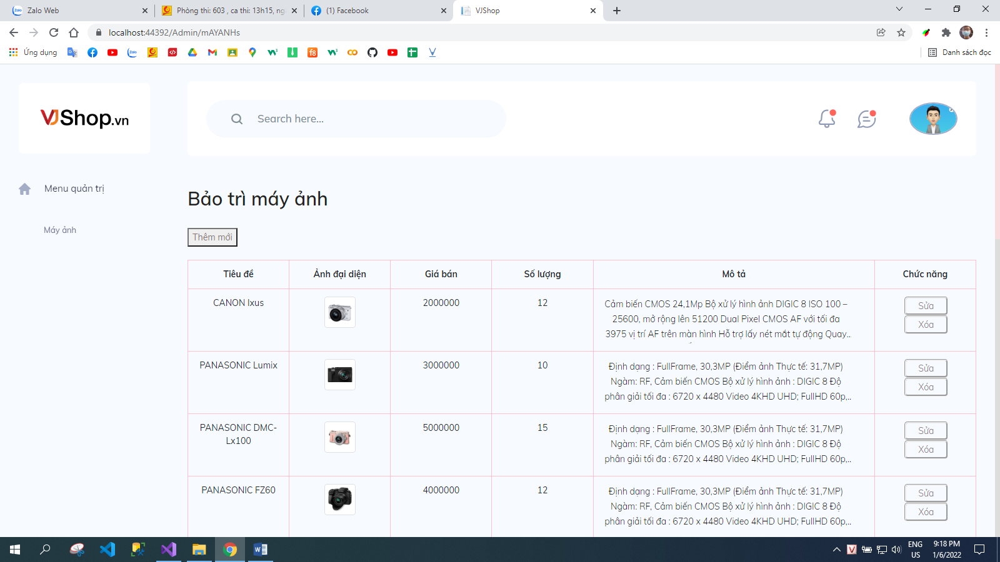 Zalo Web
Phòng thi: 603 , ca thi: 13h15, ng
(1) Facebook
VJShop
localhost:44392/Admin/mAYANHs
Ứng dụng
Danh sách đọc
VJShop.vn
Search here...
Menu quản trị
Máy ảnh
Bảo trì máy ảnh
Thêm mới
Tiêu đề Ảnh đại diện Giá bán Số lượng Mô tả Chức năng
CANON Ixus 2000000 12
Cảm biến CMOS 24,1Mp Bộ xử lý hình ảnh DIGIC 8 ISO 100 –
25600, mở rộng lên 51200 Dual Pixel CMOS AF với tối đa
3975 vị trí AF trên màn hình Hỗ trợ lấy nét mắt tự động Quay..
Sửa
Xóa
PANASONIC Lumix 3000000 10
Định dạng : FullFrame, 30,3MP (Điểm ảnh Thực tế: 31,7MP)
Ngàm: RF, Cảm biến CMOS Bộ xử lý hình ảnh : DIGIC 8 Độ
phân giải tối đa : 6720 x 4480 Video 4KHD UHD; FullHD 60p,..
Sửa
Xóa
PANASONIC DMC-
Lx100
5000000 15
Định dạng : FullFrame, 30,3MP (Điểm ảnh Thực tế: 31,7MP)
Ngàm: RF, Cảm biến CMOS Bộ xử lý hình ảnh : DIGIC 8 Độ
phân giải tối đa : 6720 x 4480 Video 4KHD UHD; FullHD 60p,..
Sửa
Xóa
PANASONIC FZ60 4000000 12
Định dạng : FullFrame, 30,3MP (Điểm ảnh Thực tế: 31,7MP)
Ngàm: RF, Cảm biến CMOS Bộ xử lý hình ảnh : DIGIC 8 Độ
phân giải tối đa : 6720 x 4480 Video 4KHD UHD; FullHD 60p,..
Sửa
Xóa
ENG
US
9:18 PM
1/6/2022